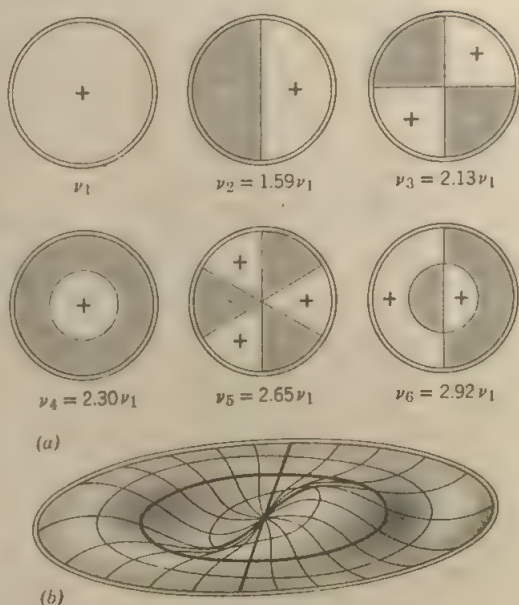 + + +
+
ν₁ ν₂ = 1.59ν₁ ν₃ = 2.13ν₁
+ + + + +
+
ν₄ = 2.30ν₁ ν₅ = 2.65ν₁ ν₆ = 2.92ν₁
(a)
(b)